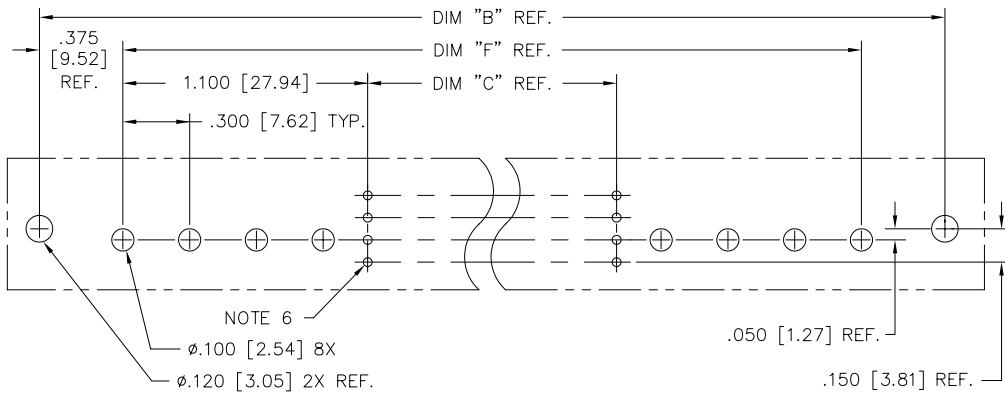 DIM "B" REF.
.375
[9.52]
REF.
DIM "F" REF.
1.100 [27.94]
DIM "C" REF.
.300 [7.62] TYP.
NOTE 6
ø.100 [2.54] 8X
ø.120 [3.05] 2X REF.
.050 [1.27] REF.
.150 [3.81] REF.